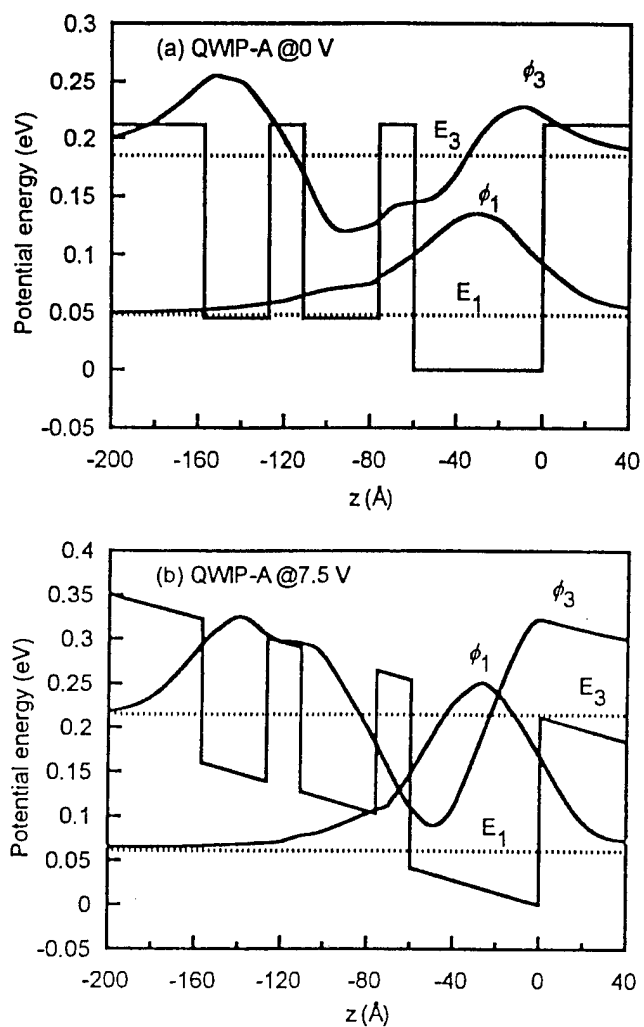 (a) QWIP-A @0 V
0.3
0.25
0.2
0.15
0.1
0.05
0
-0.05
Potential energy (eV)
ϕ3
E3
ϕ1
E1
-200 -160 -120 -80 -40 0 40
z (Å)
(b) QWIP-A @7.5 V
0.4
0.35
0.3
0.25
0.2
0.15
0.1
0.05
0
-0.05
Potential energy (eV)
ϕ3
ϕ1
E3
E1
-200 -160 -120 -80 -40 0 40
z (Å)